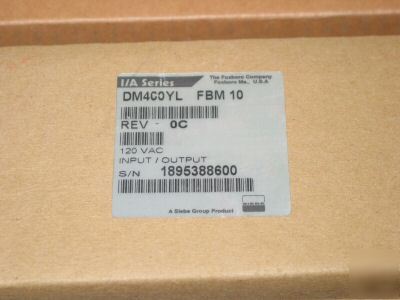 I/A Series
The Foxboro Company
Foxboro Ma., U.S.A
DM400YL FBM 10
REV - 0C
120 VAC
INPUT / OUTPUT
S/N 1895388600
A Siebe Group Product
SIEBE